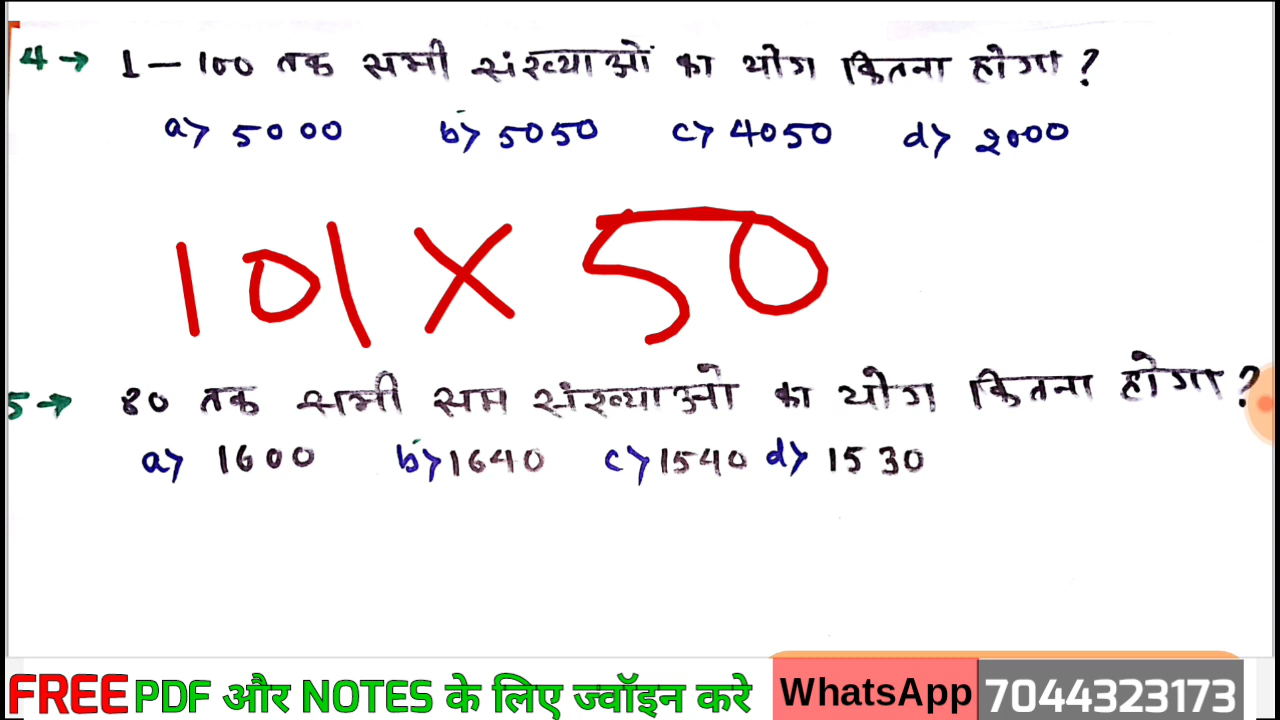 4→ 1 – 100 तक सभी संख्याओं का योग कितना होगा ?
a> 5000 b> 5050 c> 4050 d> 2000
101 × 50
5→ 80 तक सभी सम संख्याओ का योग कितना होगा ?
a> 1600 b> 1640 c> 1540 d> 1530
FREE PDF और NOTES के लिए ज्वॉइन करे WhatsApp 7044323173